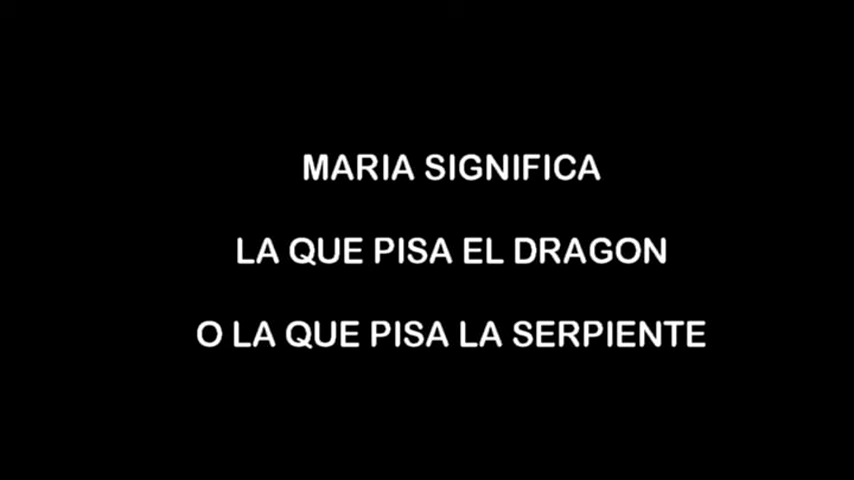 MARIA SIGNIFICA
LA QUE PISA EL DRAGON
O LA QUE PISA LA SERPIENTE